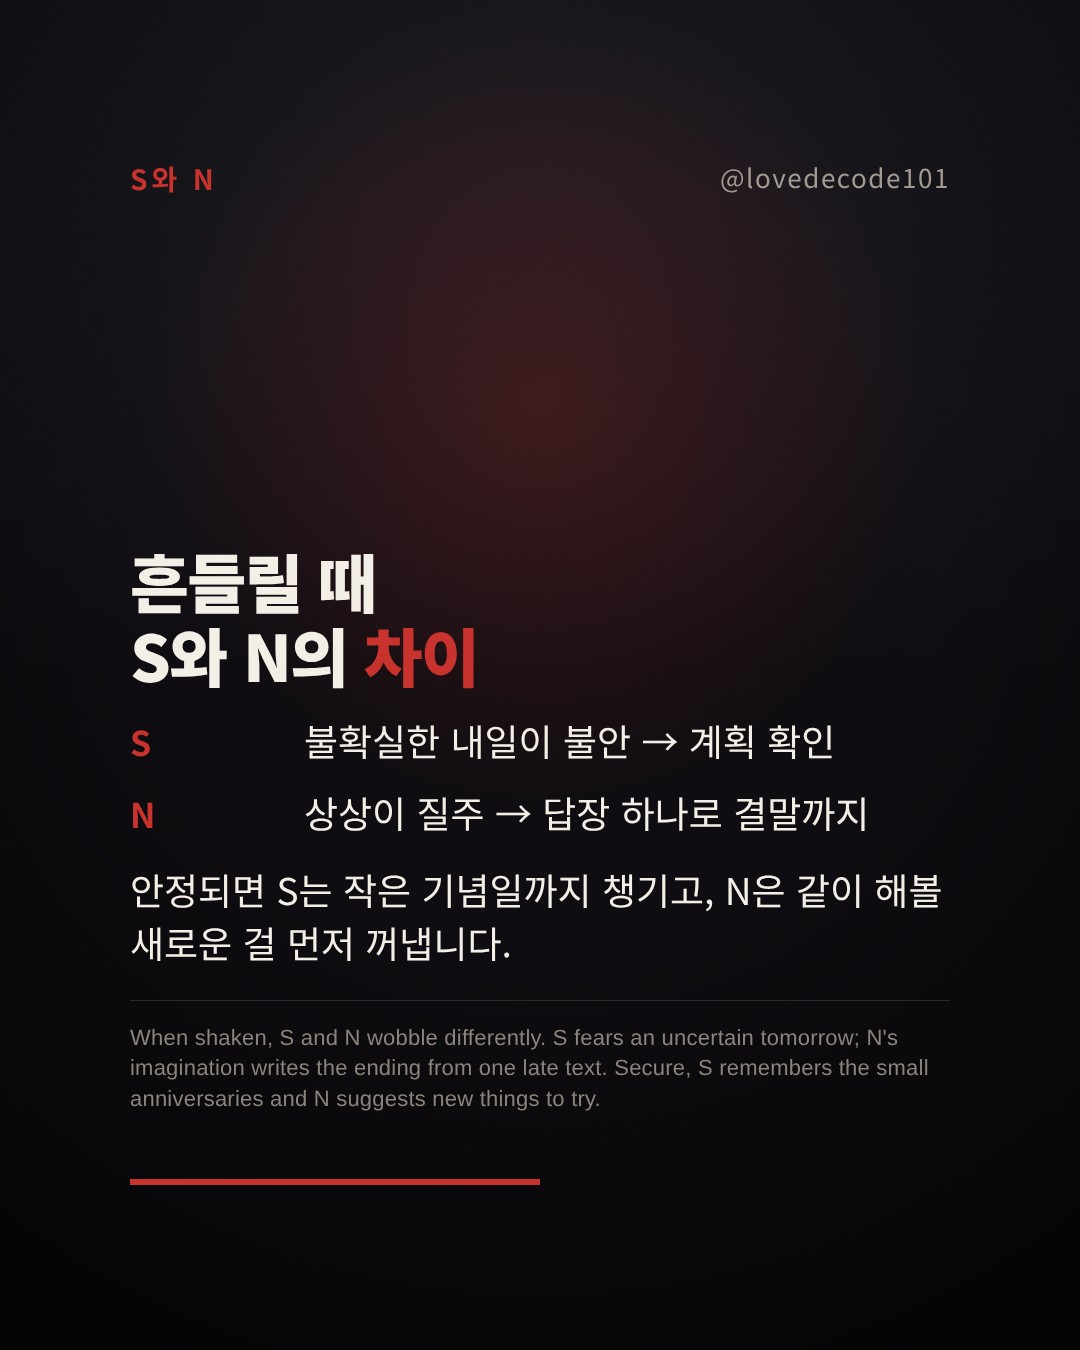 S와 N
@lovedecode101
흔들릴 때
S와 N의 차이
S 불확실한 내일이 불안 → 계획 확인
N 상상이 질주 → 답장 하나로 결말까지
안정되면 S는 작은 기념일까지 챙기고, N은 같이 해볼
새로운 걸 먼저 꺼냅니다.
When shaken, S and N wobble differently. S fears an uncertain tomorrow; N's
imagination writes the ending from one late text. Secure, S remembers the small
anniversaries and N suggests new things to try.